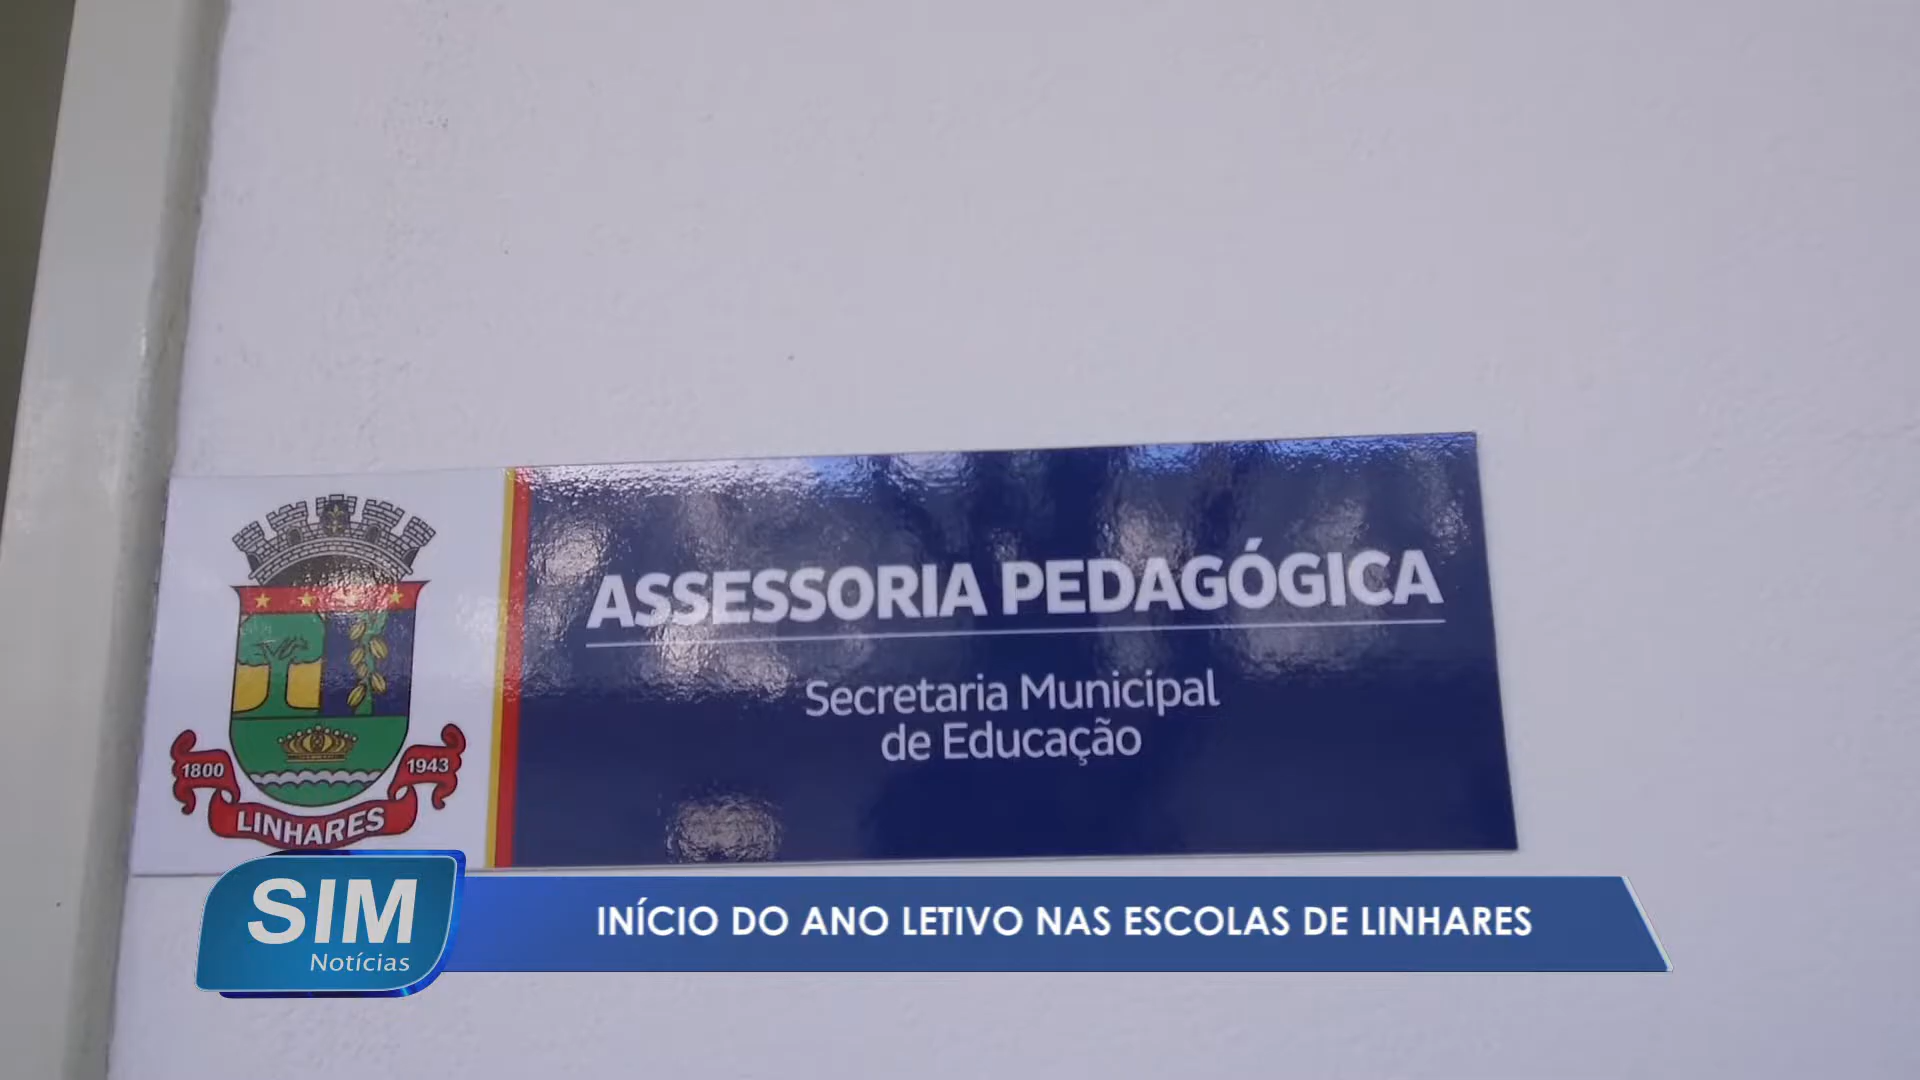 ASSESSORIA PEDAGÓGICA
Secretaria Municipal
de Educação
1800
1943
LINHARES
SIM
Notícias
INÍCIO DO ANO LETIVO NAS ESCOLAS DE LINHARES